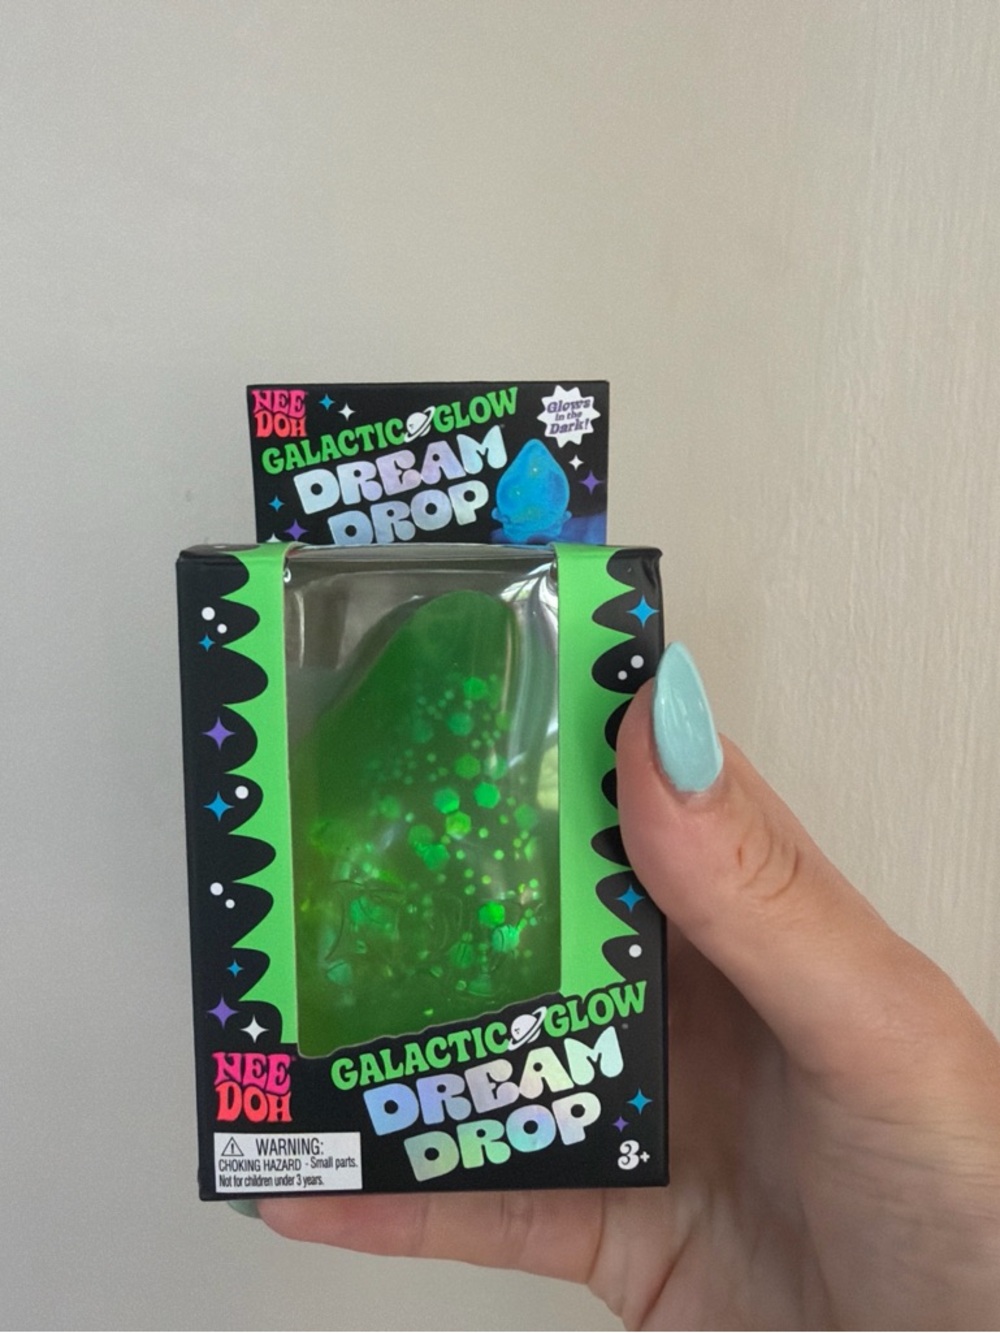 NEE
DOH
GALACTIC GLOW
DREAM
DROP
Glows
in the
Dark!
GALACTIC GLOW
DREAM
DROP
NEE
DOH
WARNING:
CHOKING HAZARD - Small parts.
Not for children under 3 years.
3+